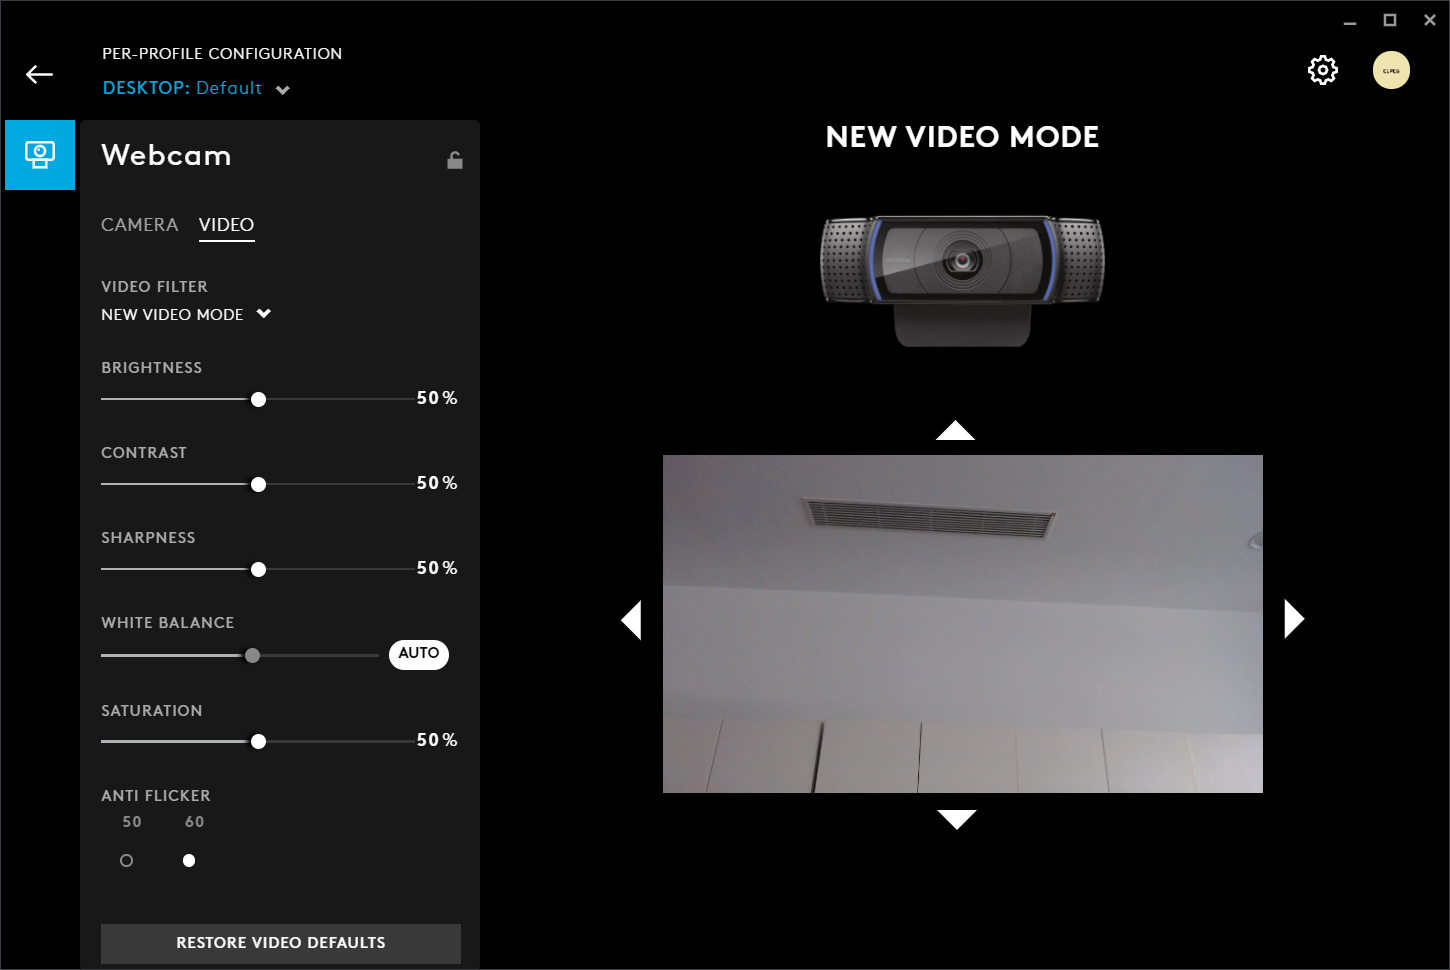 PER-PROFILE CONFIGURATION
DESKTOP: Default
Webcam
CAMERA VIDEO
VIDEO FILTER
NEW VIDEO MODE
BRIGHTNESS
50 %
CONTRAST
50 %
SHARPNESS
50 %
WHITE BALANCE
AUTO
SATURATION
50 %
ANTI FLICKER
50 60
RESTORE VIDEO DEFAULTS
NEW VIDEO MODE